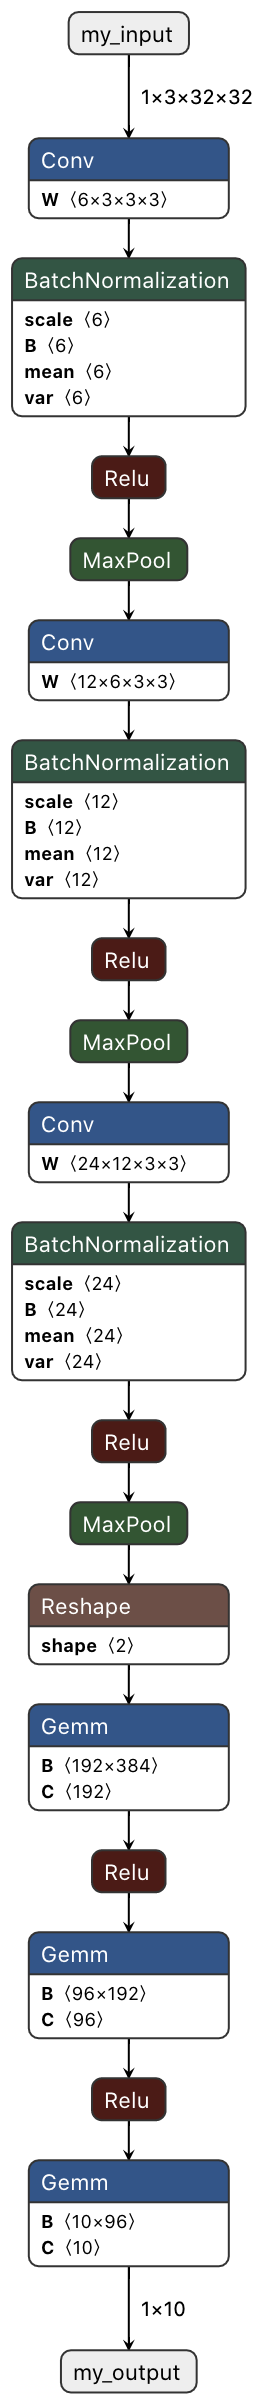 my_input
1×3×32×32
Conv
W ⟨6×3×3×3⟩
BatchNormalization
scale ⟨6⟩
B ⟨6⟩
mean ⟨6⟩
var ⟨6⟩
Relu
MaxPool
Conv
W ⟨12×6×3×3⟩
BatchNormalization
scale ⟨12⟩
B ⟨12⟩
mean ⟨12⟩
var ⟨12⟩
Relu
MaxPool
Conv
W ⟨24×12×3×3⟩
BatchNormalization
scale ⟨24⟩
B ⟨24⟩
mean ⟨24⟩
var ⟨24⟩
Relu
MaxPool
Reshape
shape ⟨2⟩
Gemm
B ⟨192×384⟩
C ⟨192⟩
Relu
Gemm
B ⟨96×192⟩
C ⟨96⟩
Relu
Gemm
B ⟨10×96⟩
C ⟨10⟩
1×10
my_output